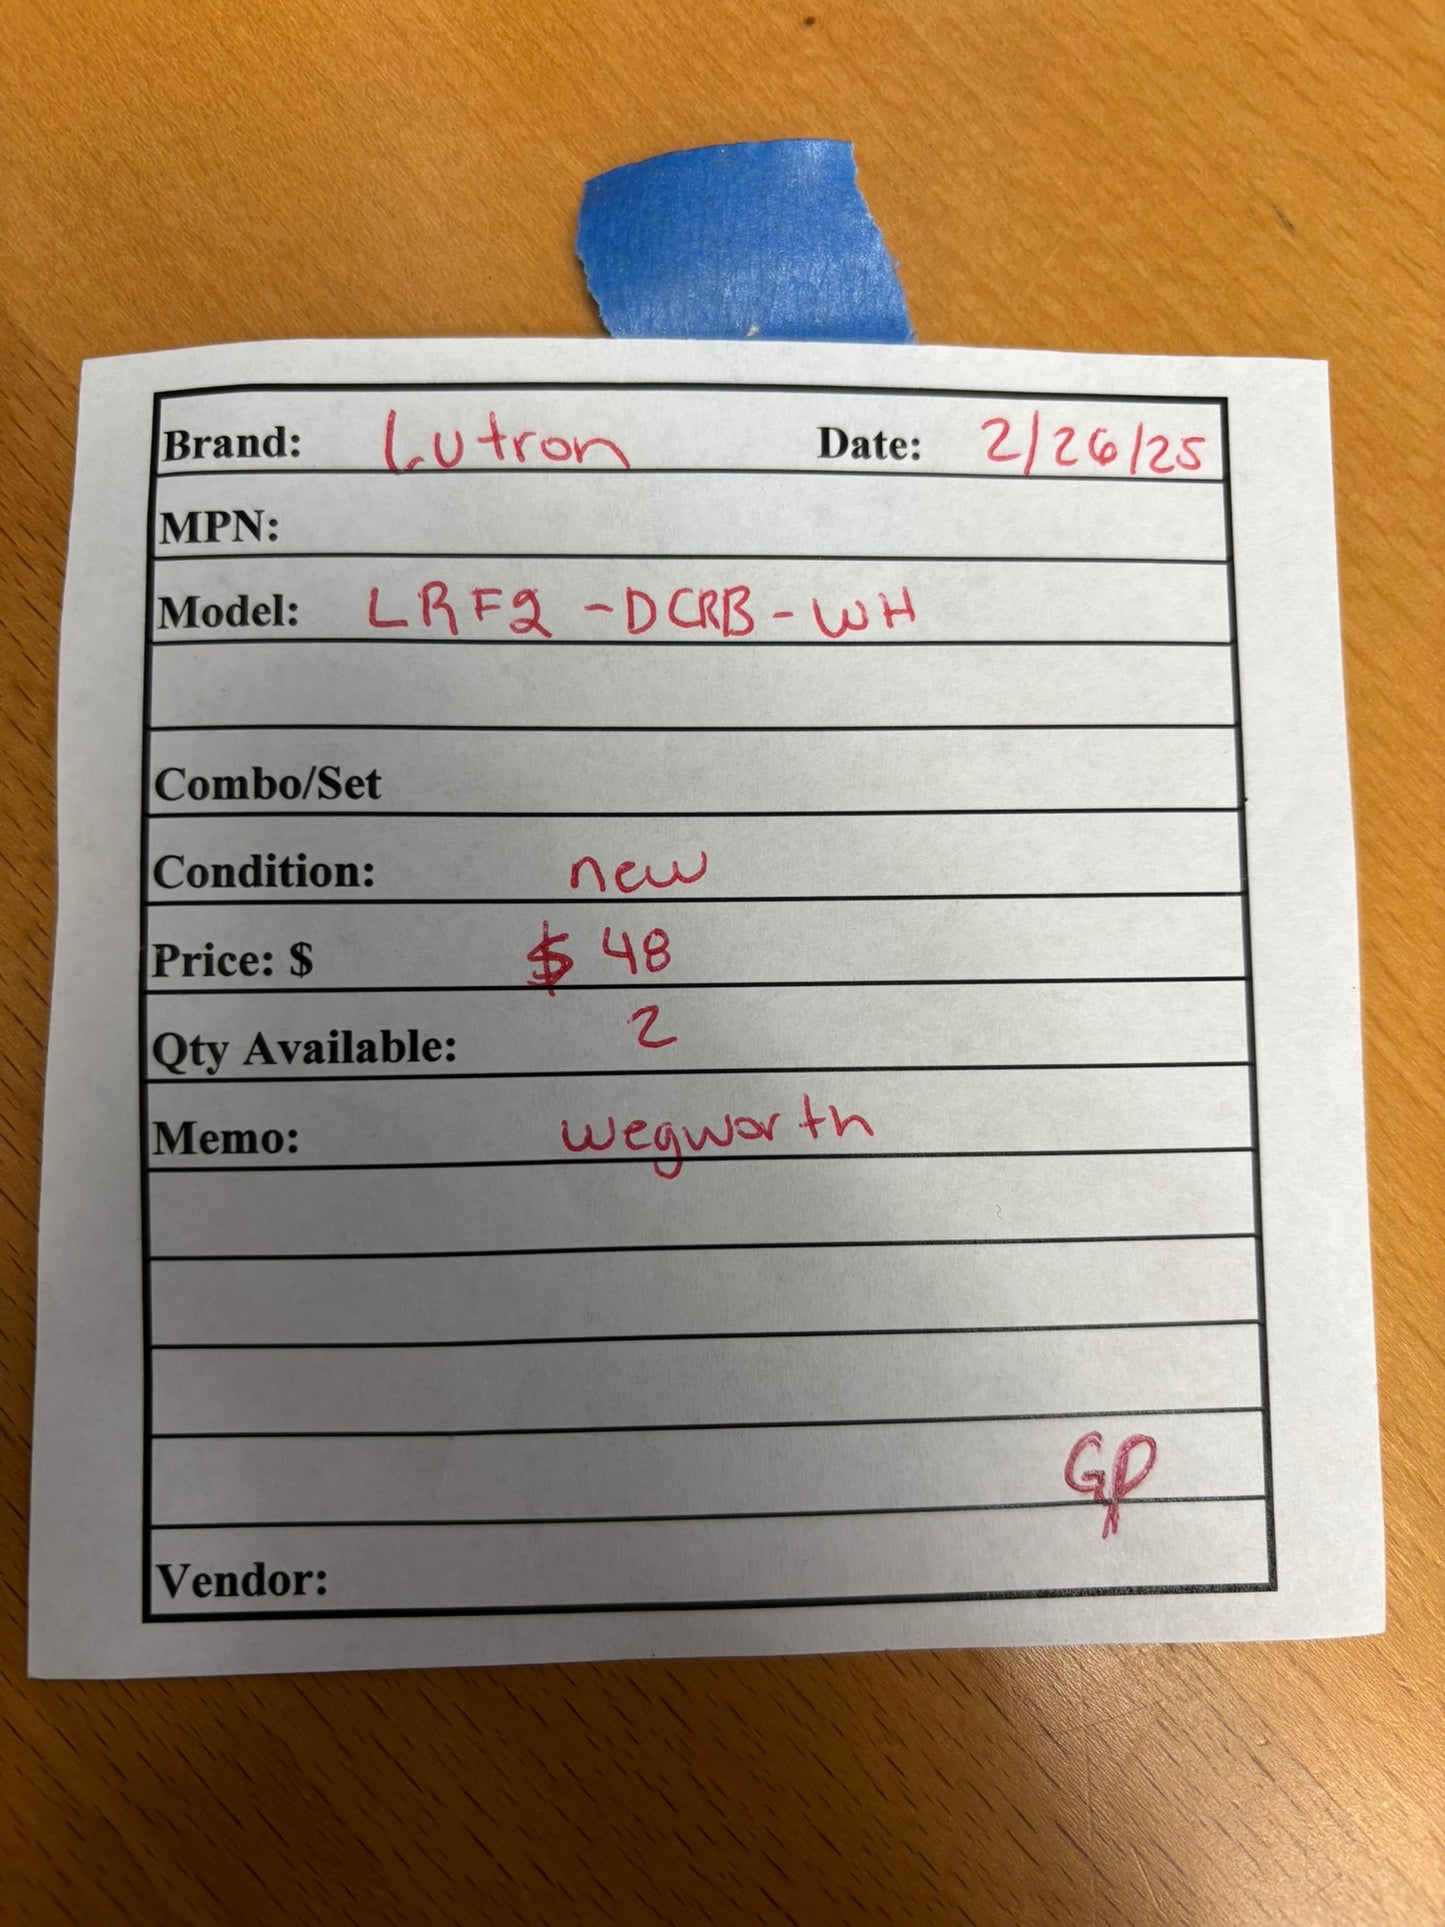 Brand: Lutron Date: 2/26/25
MPN:
Model: LRF2-DCRB-WH
Combo/Set
Condition: new
Price: $ $ 48
Qty Available: 2
Memo: wegworth
GP
Vendor: